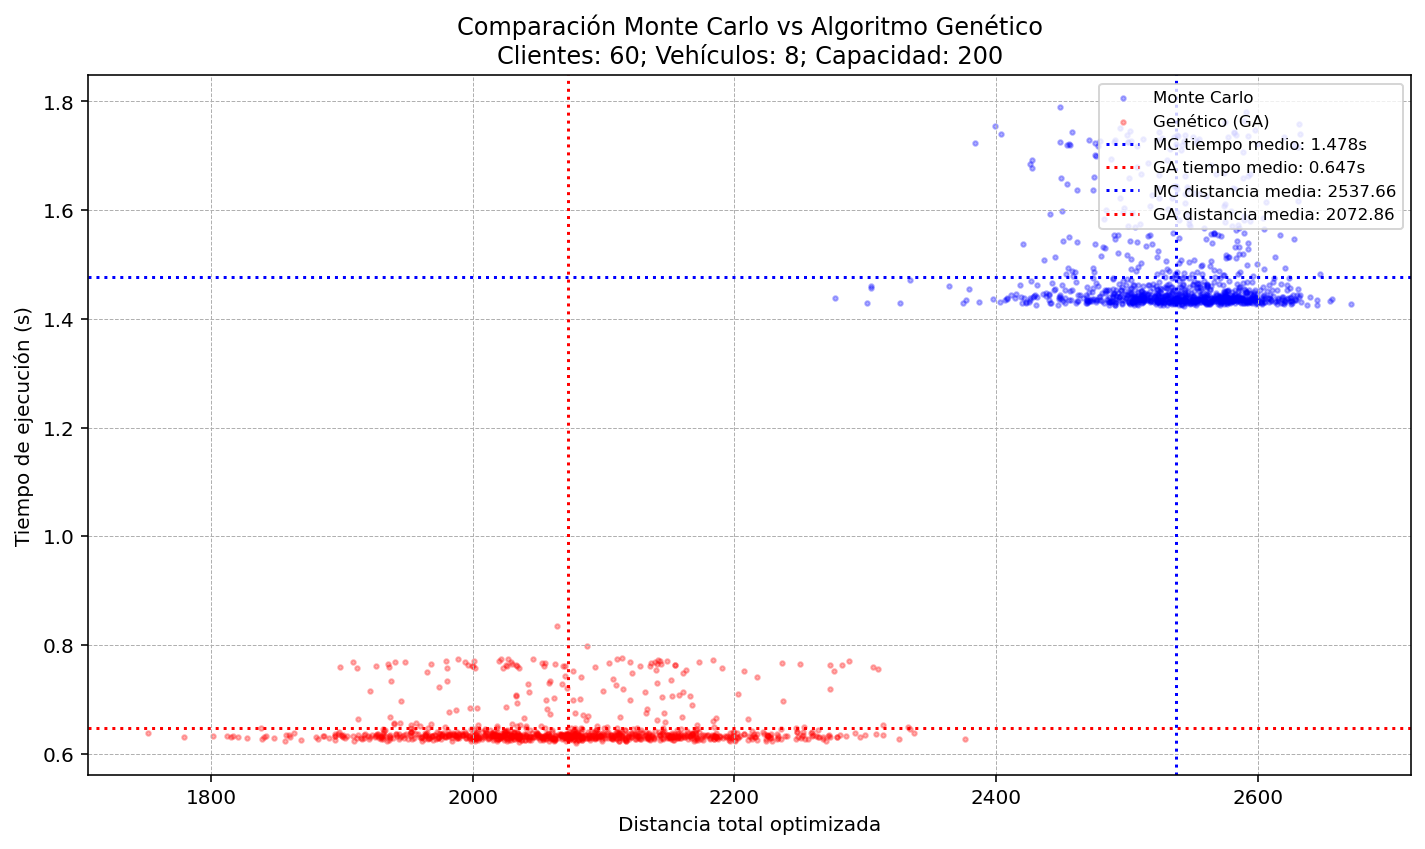 Comparación Monte Carlo vs Algoritmo Genético
Clientes: 60; Vehículos: 8; Capacidad: 200
Monte Carlo
Genético (GA)
MC tiempo medio: 1.478s
GA tiempo medio: 0.647s
MC distancia media: 2537.66
GA distancia media: 2072.86
Tiempo de ejecución (s)
1.8
1.6
1.4
1.2
1.0
0.8
0.6
1800
2000
2200
2400
2600
Distancia total optimizada